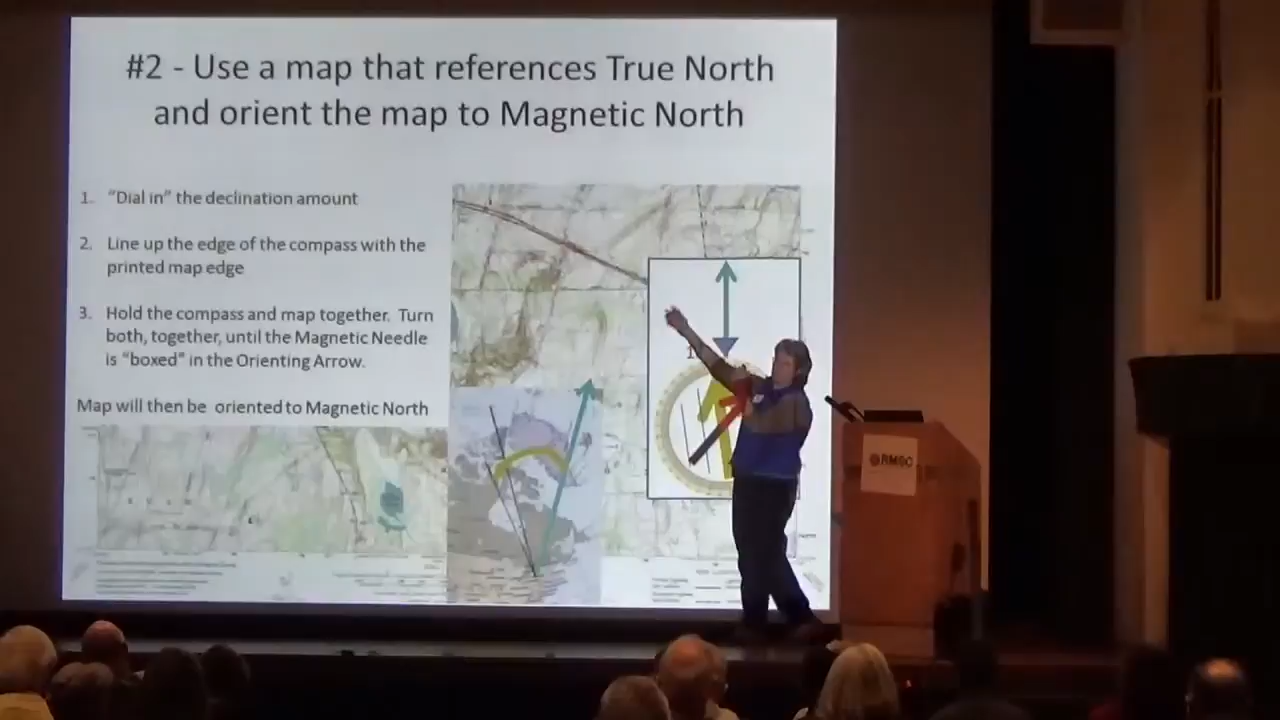 #2 - Use a map that references True North
and orient the map to Magnetic North
1. “Dial in” the declination amount
2. Line up the edge of the compass with the
printed map edge
3. Hold the compass and map together. Turn
both, together, until the Magnetic Needle
is “boxed” in the Orienting Arrow.
Map will then be oriented to Magnetic North
RMSC